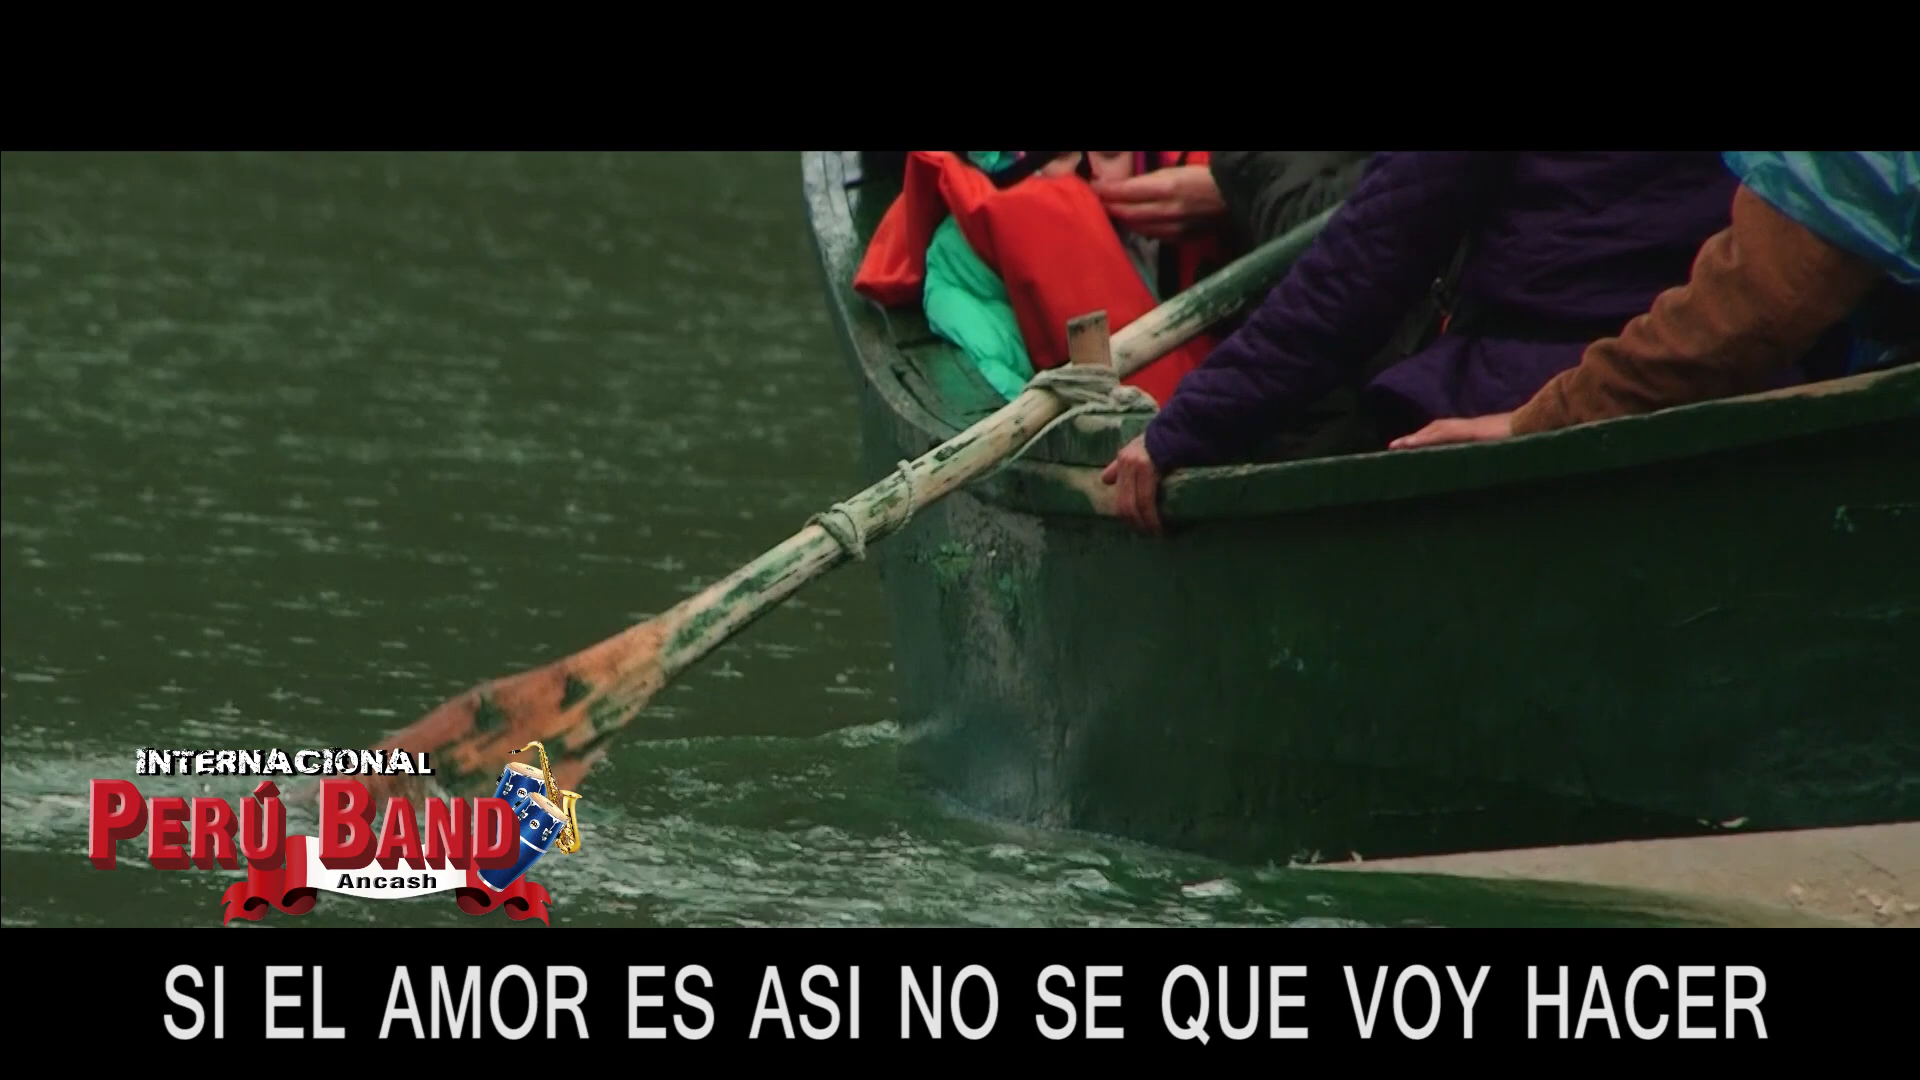 INTERNACIONAL
PERÚ BAND
Ancash
SI EL AMOR ES ASI NO SE QUE VOY HACER